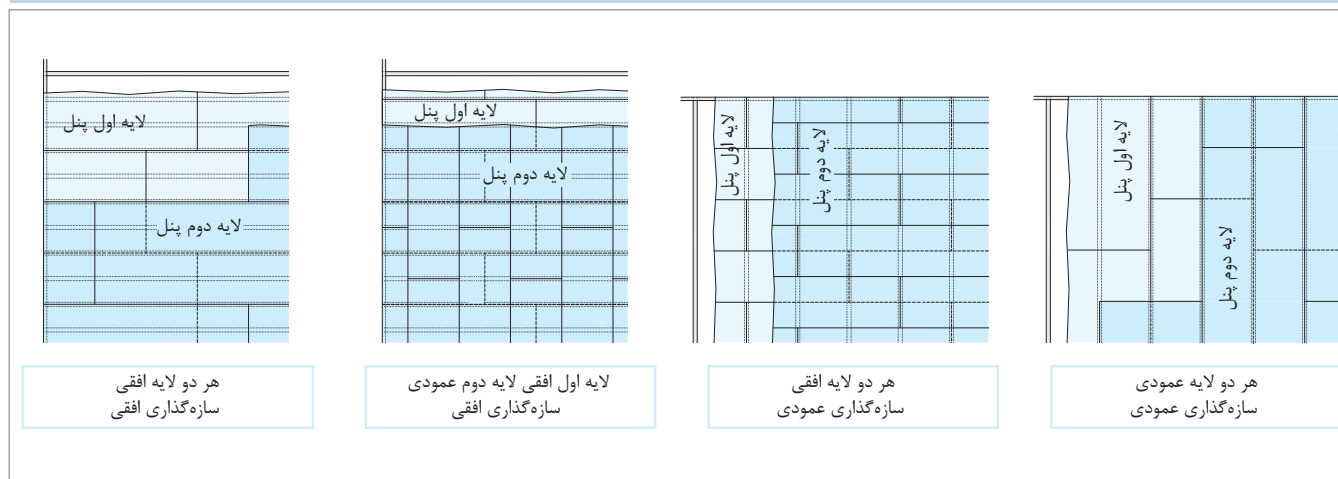 لایه اول پنل
لایه دوم پنل
هر دو لایه عمودی
سازه‌گذاری عمودی
لایه اول پنل
لایه دوم پنل
هر دو لایه افقی
سازه‌گذاری عمودی
لایه اول پنل
لایه دوم پنل
لایه اول افقی لایه دوم عمودی
سازه‌گذاری افقی
لایه اول پنل
لایه دوم پنل
هر دو لایه افقی
سازه‌گذاری افقی